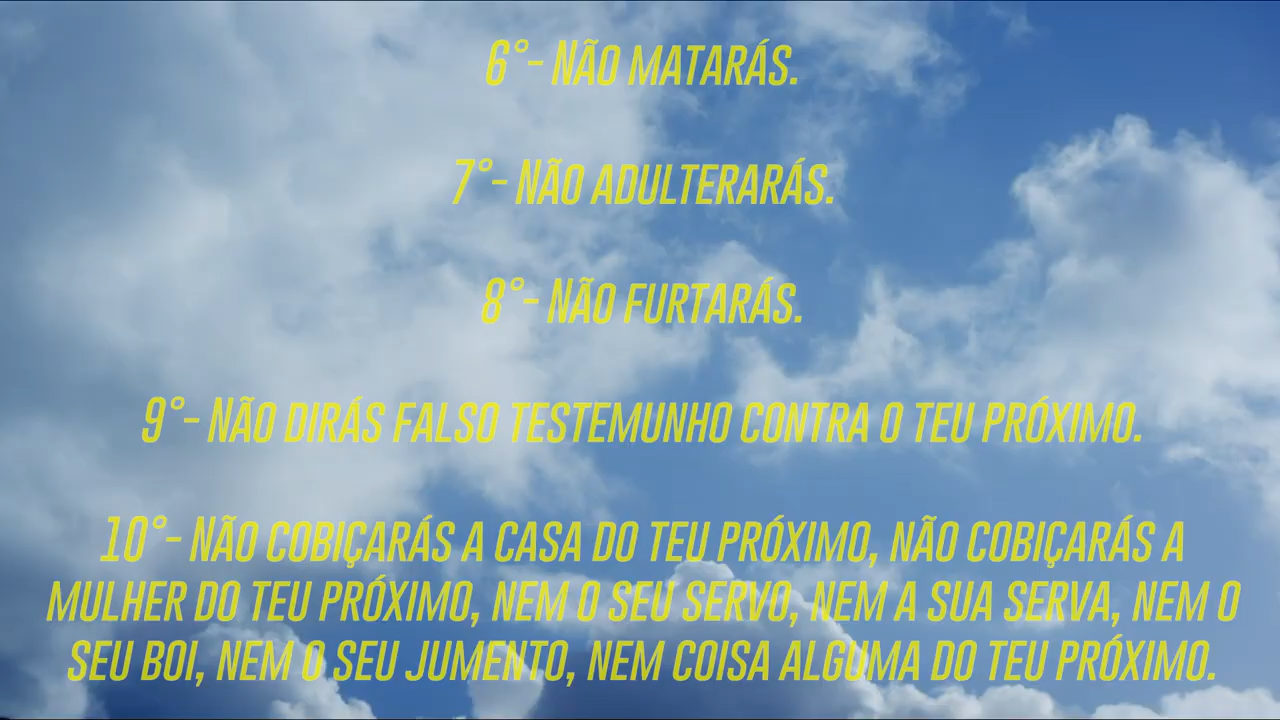 6°- NÃO MATARÁS.
7°- NÃO ADULTERARÁS.
8°- NÃO FURTARÁS.
9°- NÃO DIRÁS FALSO TESTEMUNHO CONTRA O TEU PRÓXIMO.
10°- NÃO COBIÇARÁS A CASA DO TEU PRÓXIMO, NÃO COBIÇARÁS A
MULHER DO TEU PRÓXIMO, NEM O SEU SERVO, NEM A SUA SERVA, NEM O
SEU BOI, NEM O SEU JUMENTO, NEM COISA ALGUMA DO TEU PRÓXIMO.